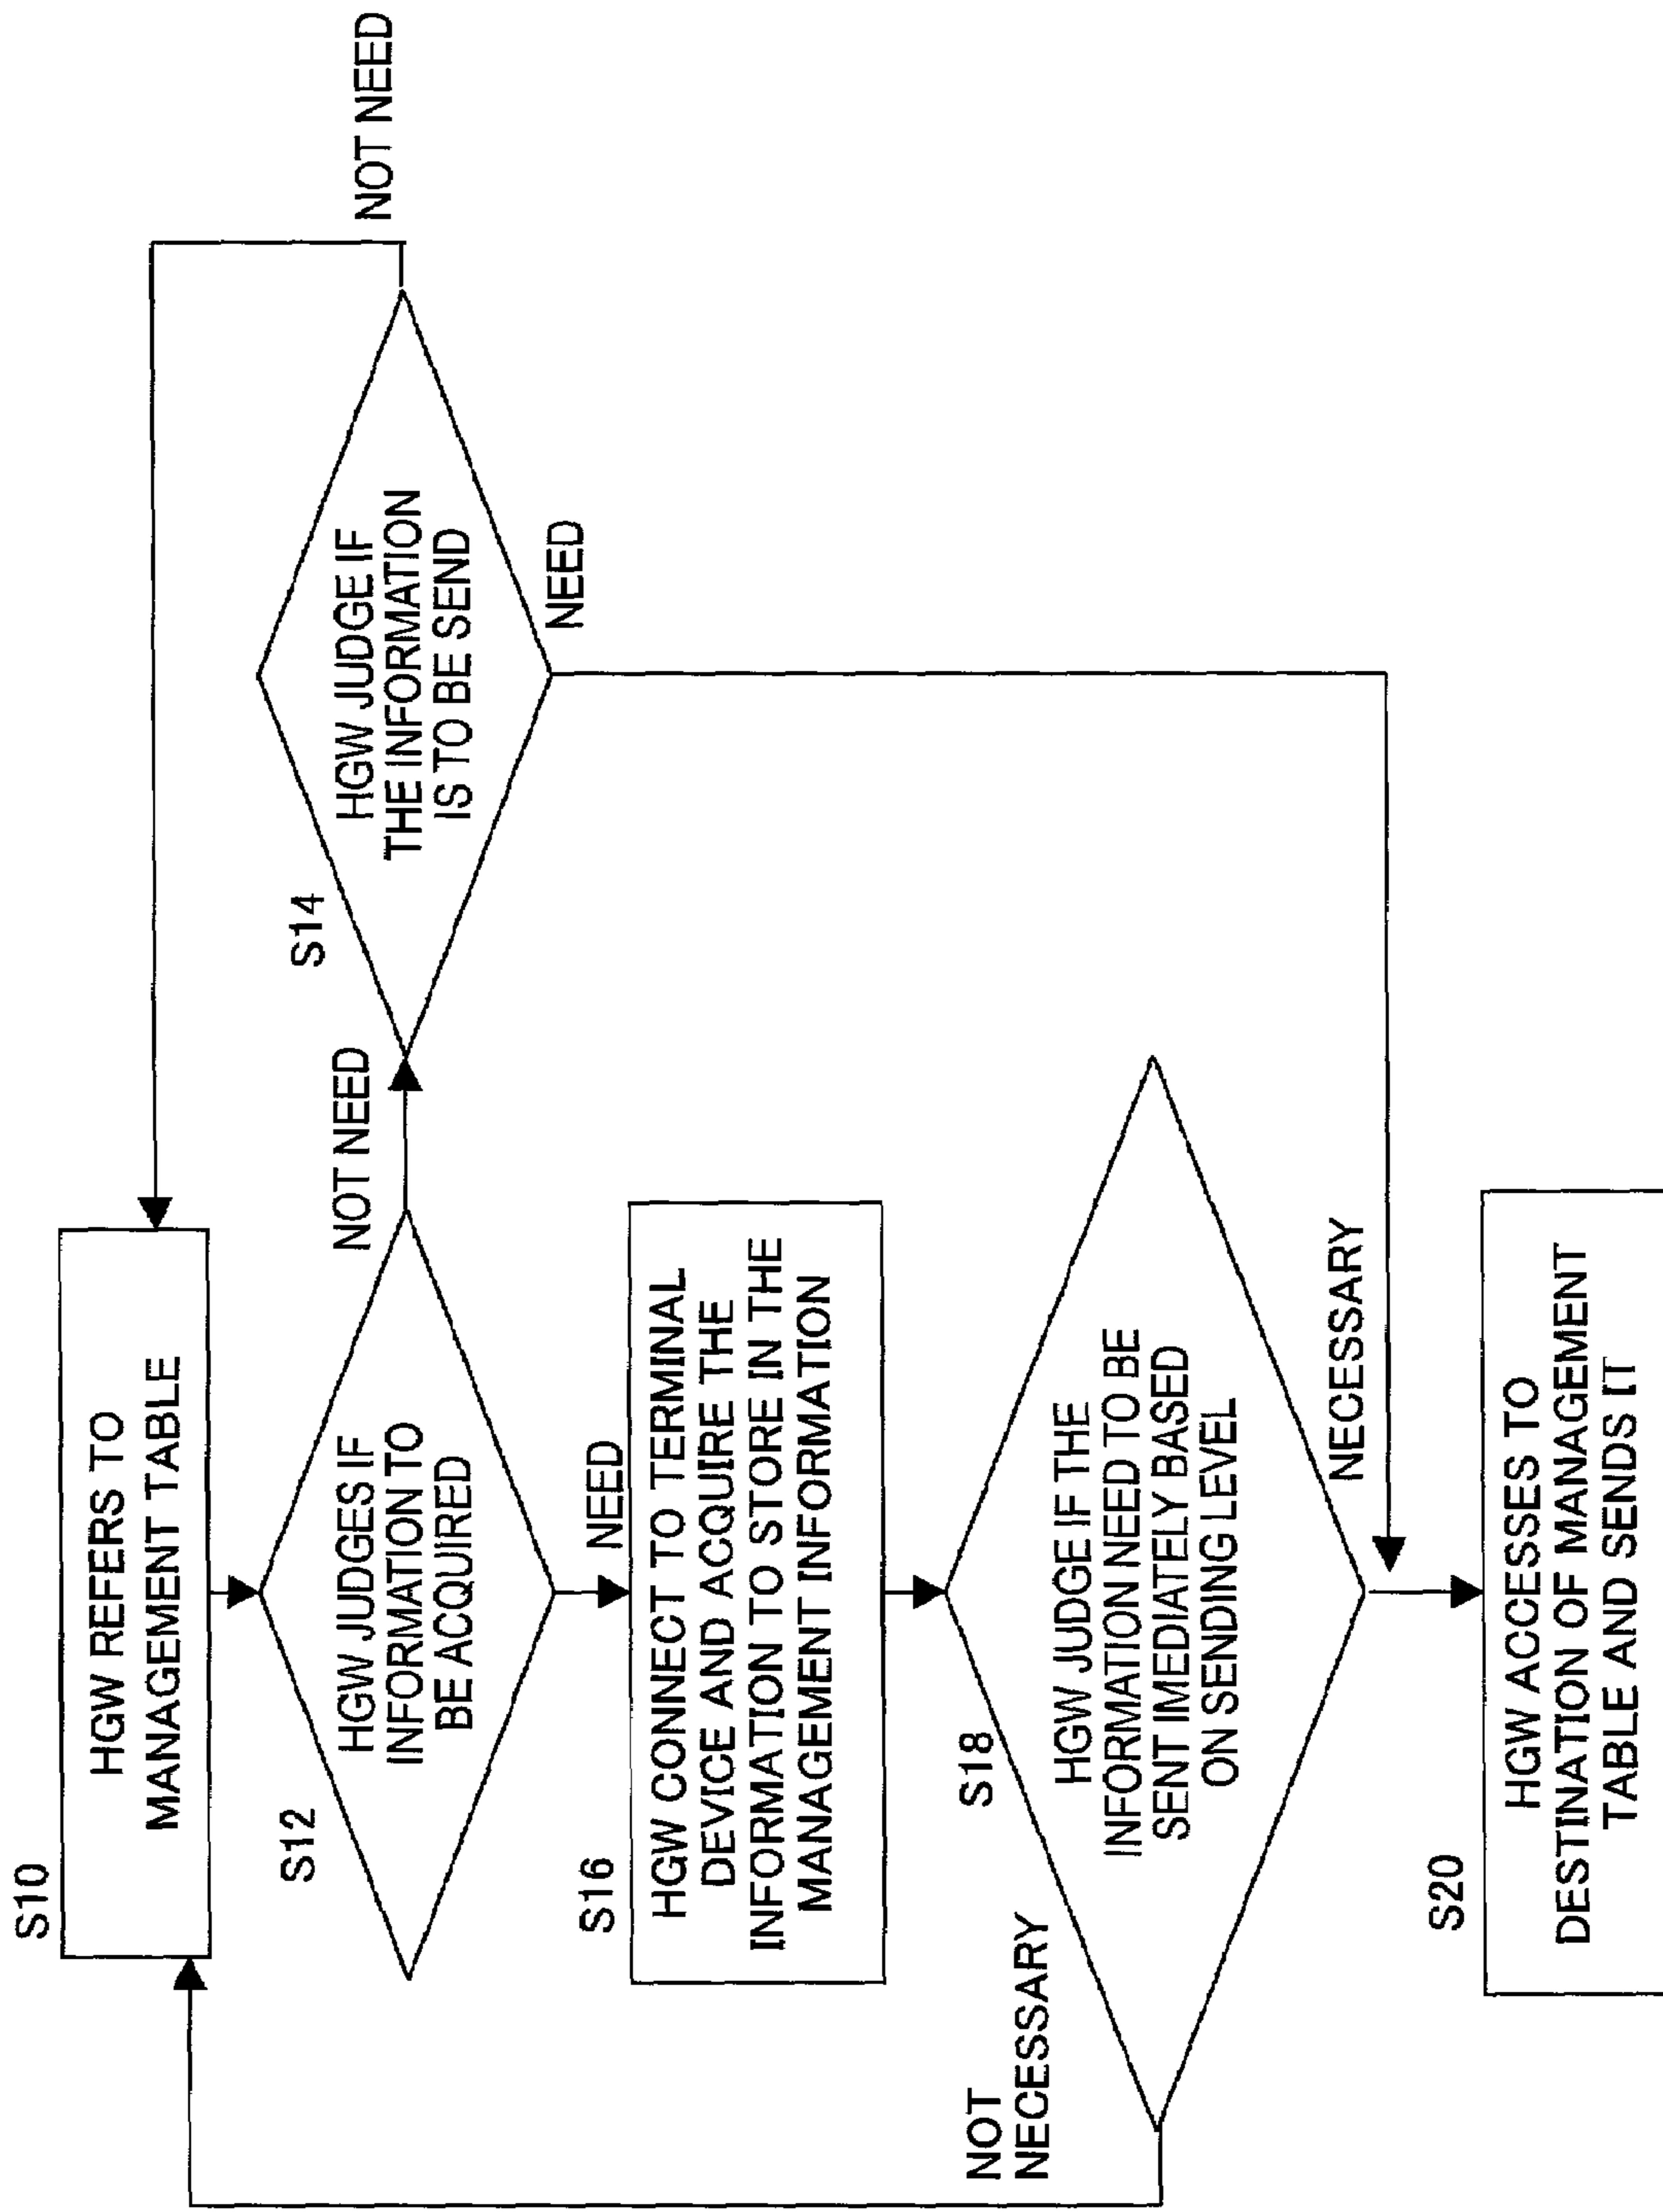 S10
HGW REFERS TO
MANAGEMENT TABLE
S12
HGW JUDGES IF
INFORMATION TO
BE ACQUIRED
NOT NEED
S14
HGW JUDGE IF
THE INFORMATION
IS TO BE SEND
NOT NEED
NEED
NEED
S16
HGW CONNECT TO TERMINAL
DEVICE AND ACQUIRE THE
INFORMATION TO STORE IN THE
MANAGEMENT INFORMATION
S18
HGW JUDGE IF THE
INFORMATION NEED TO BE
SENT IMEDIATELY BASED
ON SENDING LEVEL
NOT
NECESSARY
NECESSARY
S20
HGW ACCESSES TO
DESTINATION OF MANAGEMENT
TABLE AND SENDS IT